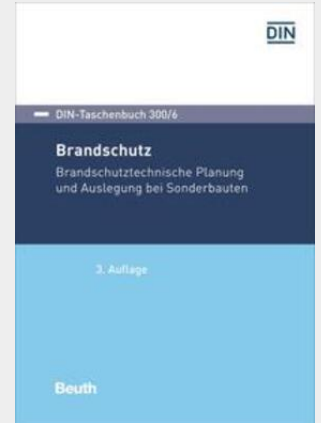 DIN
DIN-Taschenbuch 300/6
Brandschutz
Brandschutztechnische Planung
und Auslegung bei Sonderbauten
3. Auflage
Beuth